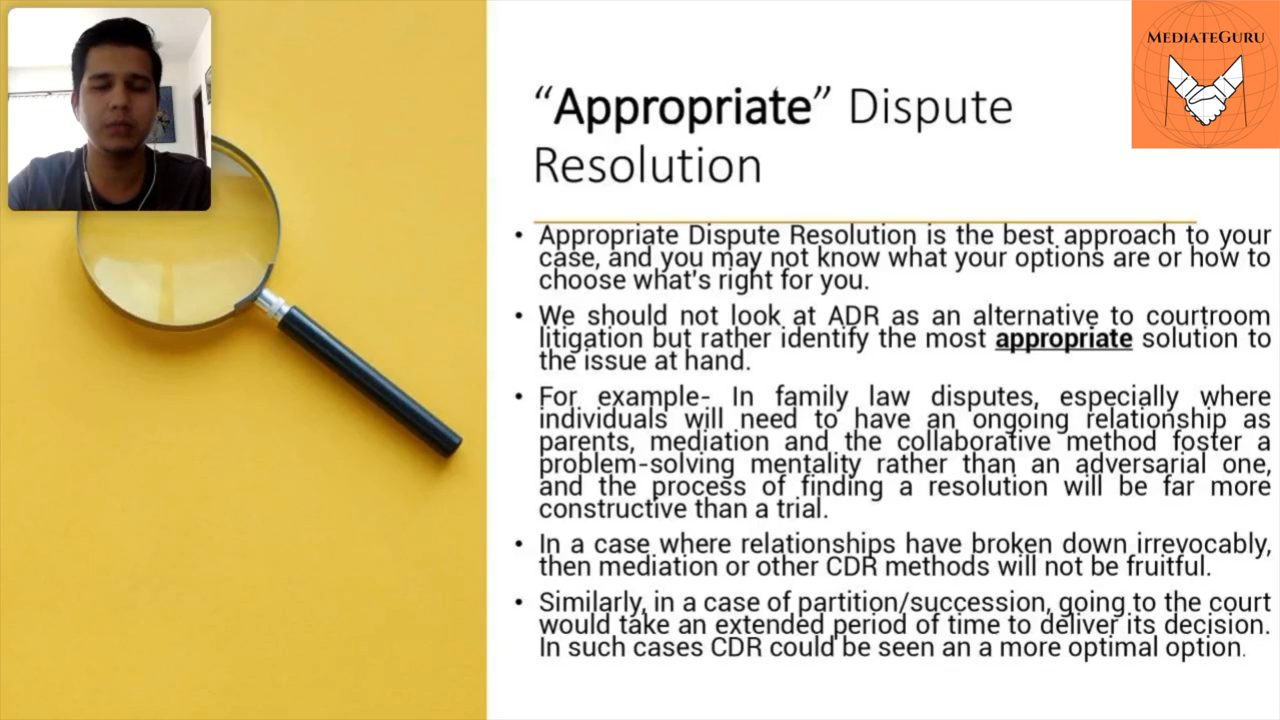 MEDIATEGURU
“Appropriate” Dispute
Resolution
• Appropriate Dispute Resolution is the best approach to your
case, and you may not know what your options are or how to
choose what's right for you.
• We should not look at ADR as an alternative to courtroom
litigation but rather identify the most appropriate solution to
the issue at hand.
• For example- In family law disputes, especially where
individuals will need to have an ongoing relationship as
parents, mediation and the collaborative method foster a
problem-solving mentality rather than an adversarial one,
and the process of finding a resolution will be far more
constructive than a trial.
• In a case where relationships have broken down irrevocably,
then mediation or other CDR methods will not be fruitful.
• Similarly, in a case of partition/succession, going to the court
would take an extended period of time to deliver its decision.
In such cases CDR could be seen an a more optimal option.